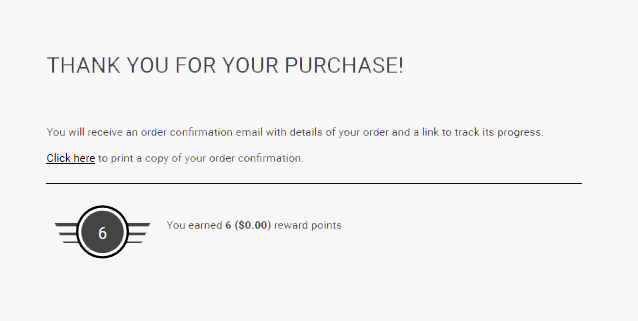 THANK YOU FOR YOUR PURCHASE!
You will receive an order confirmation email with details of your order and a link to track its progress.
Click here to print a copy of your order confirmation.
6
You earned 6 ($0.00) reward points